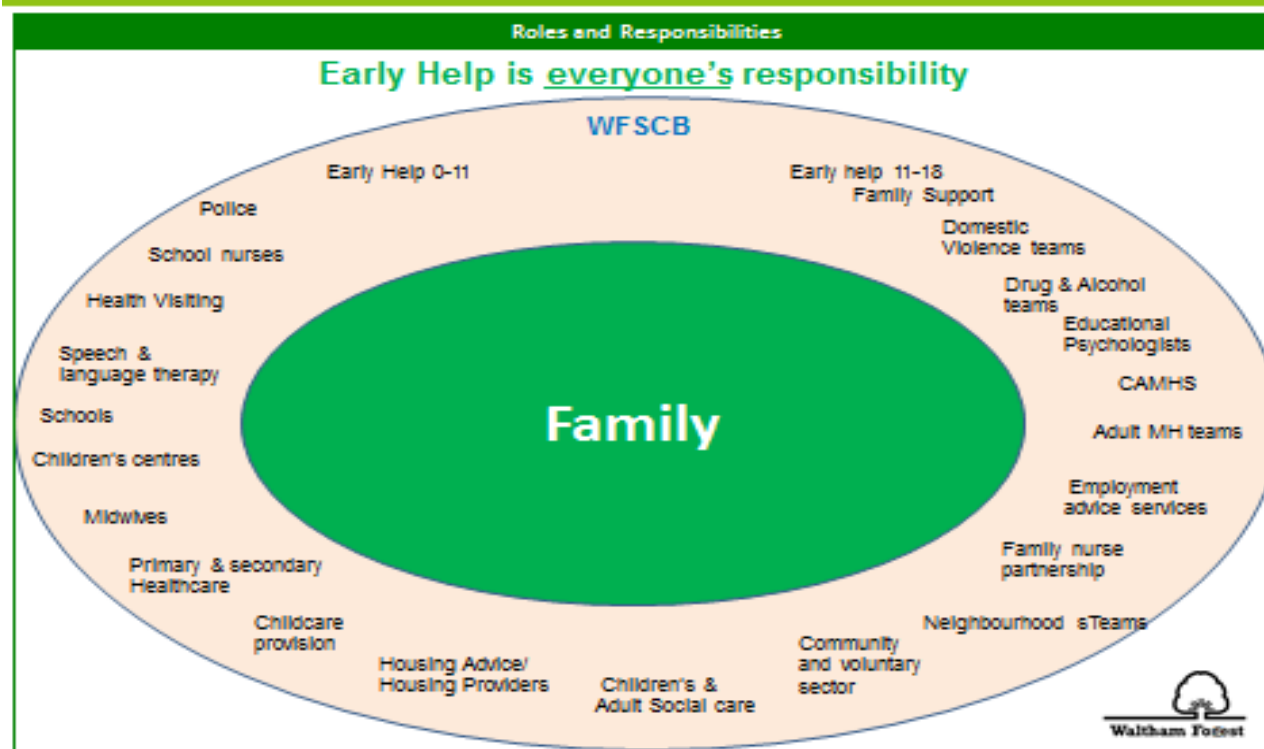 Roles and Responsibilities
Early Help is everyone's responsibility
WFSCB
Early Help 0-11
Police
School nurses
Health Visiting
Speech &
language therapy
Schools
Children's centres
Midwives
Primary & secondary
Healthcare
Childcare
provision
Housing Advice/
Housing Providers
Children's &
Adult Social care
Community
and voluntary
sector
Neighbourhood sTeams
Family nurse
partnership
Employment
advice services
Adult MH teams
CAMHS
Educational
Psychologists
Drug & Alcohol
teams
Domestic
Violence teams
Early help 11-18
Family Support
Family
Waltham Forest